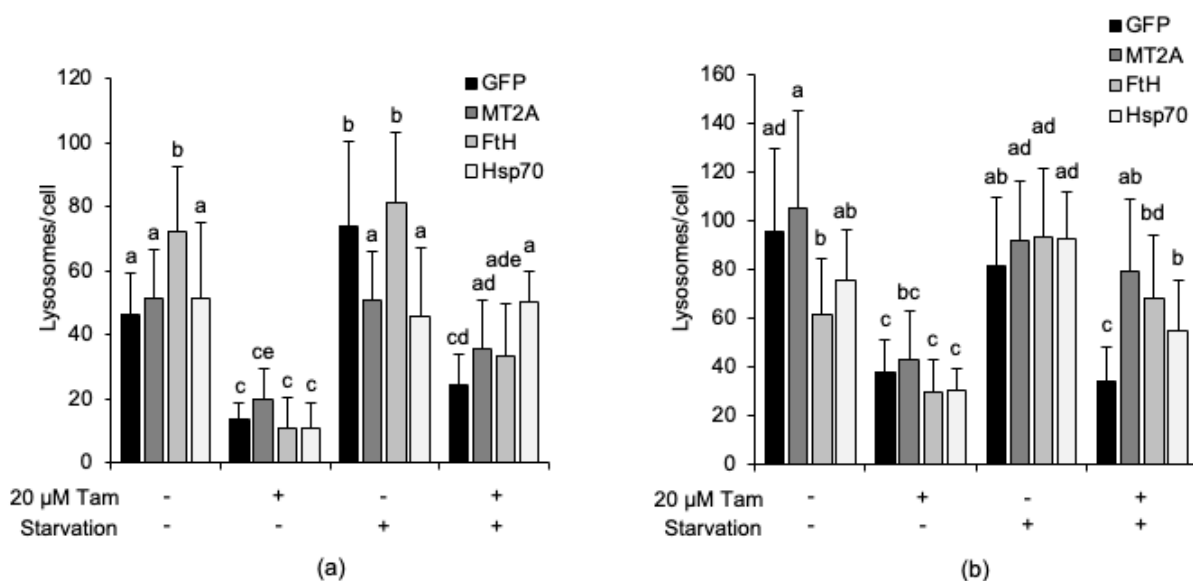 120
100
80
60
40
20
0
Lysosomes/cell
GFP
MT2A
FtH
Hsp70
a a b a
c ce c c
b a b a
cd ad ade a
20 µM Tam - + - +
Starvation - - + +
(a)
160
140
120
100
80
60
40
20
0
Lysosomes/cell
GFP
MT2A
FtH
Hsp70
ad a b ab
c bc c c
ab ad ad ad
c ab bd b
20 µM Tam - + - +
Starvation - - + +
(b)